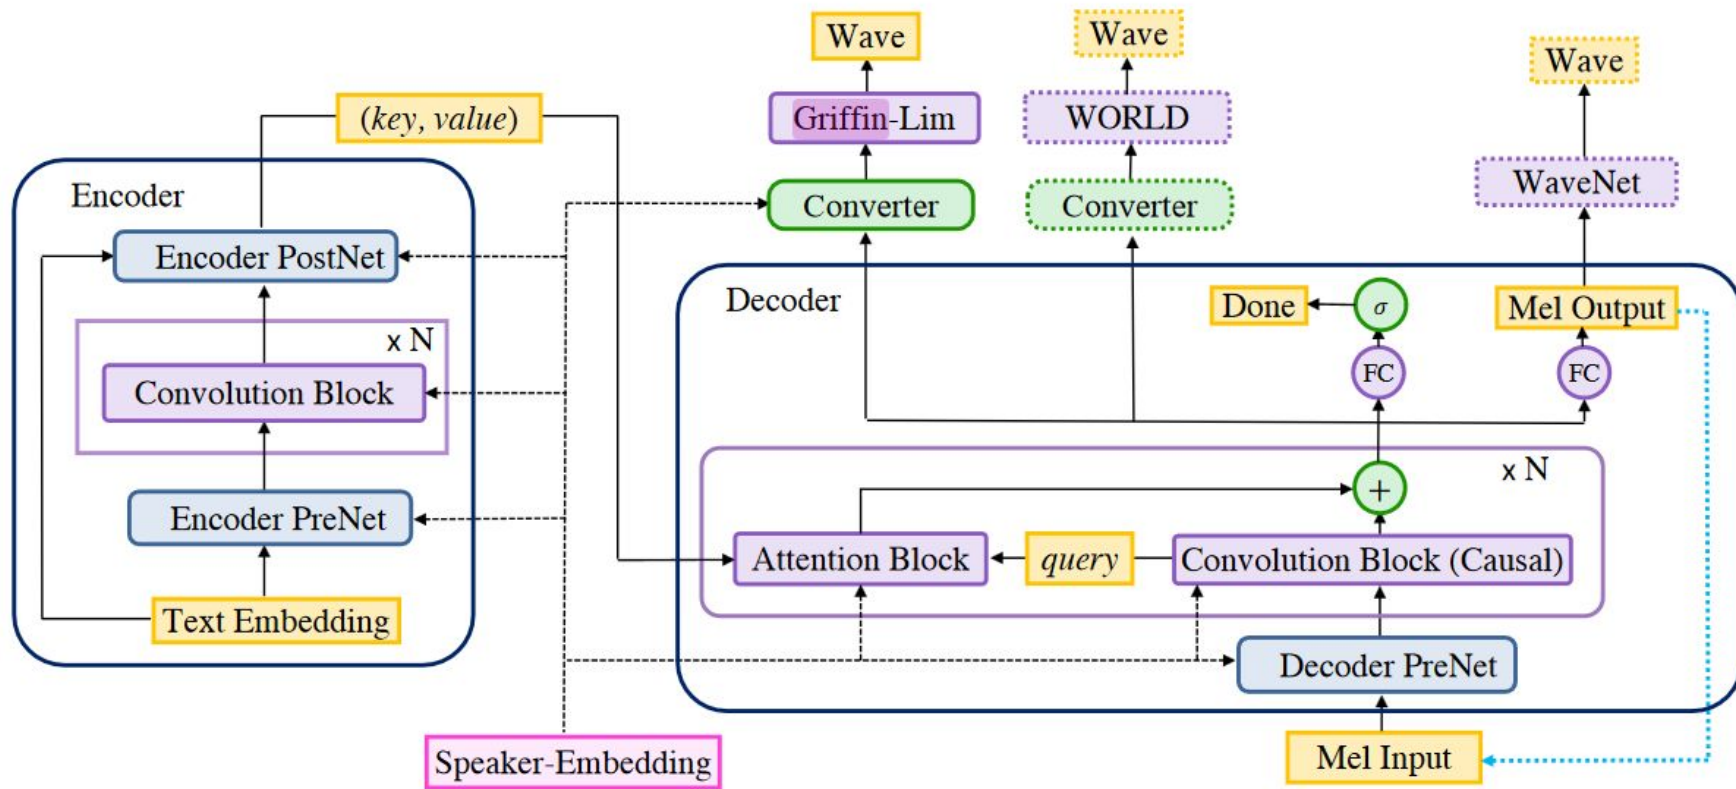 Wave
Wave
Wave
(key, value)
Griffin-Lim
WORLD
WaveNet
Encoder
Converter
Converter
Encoder PostNet
Decoder
Done
σ
Mel Output
x N
Convolution Block
FC
FC
x N
Encoder PreNet
+
Attention Block
query
Convolution Block (Causal)
Text Embedding
Decoder PreNet
Speaker-Embedding
Mel Input